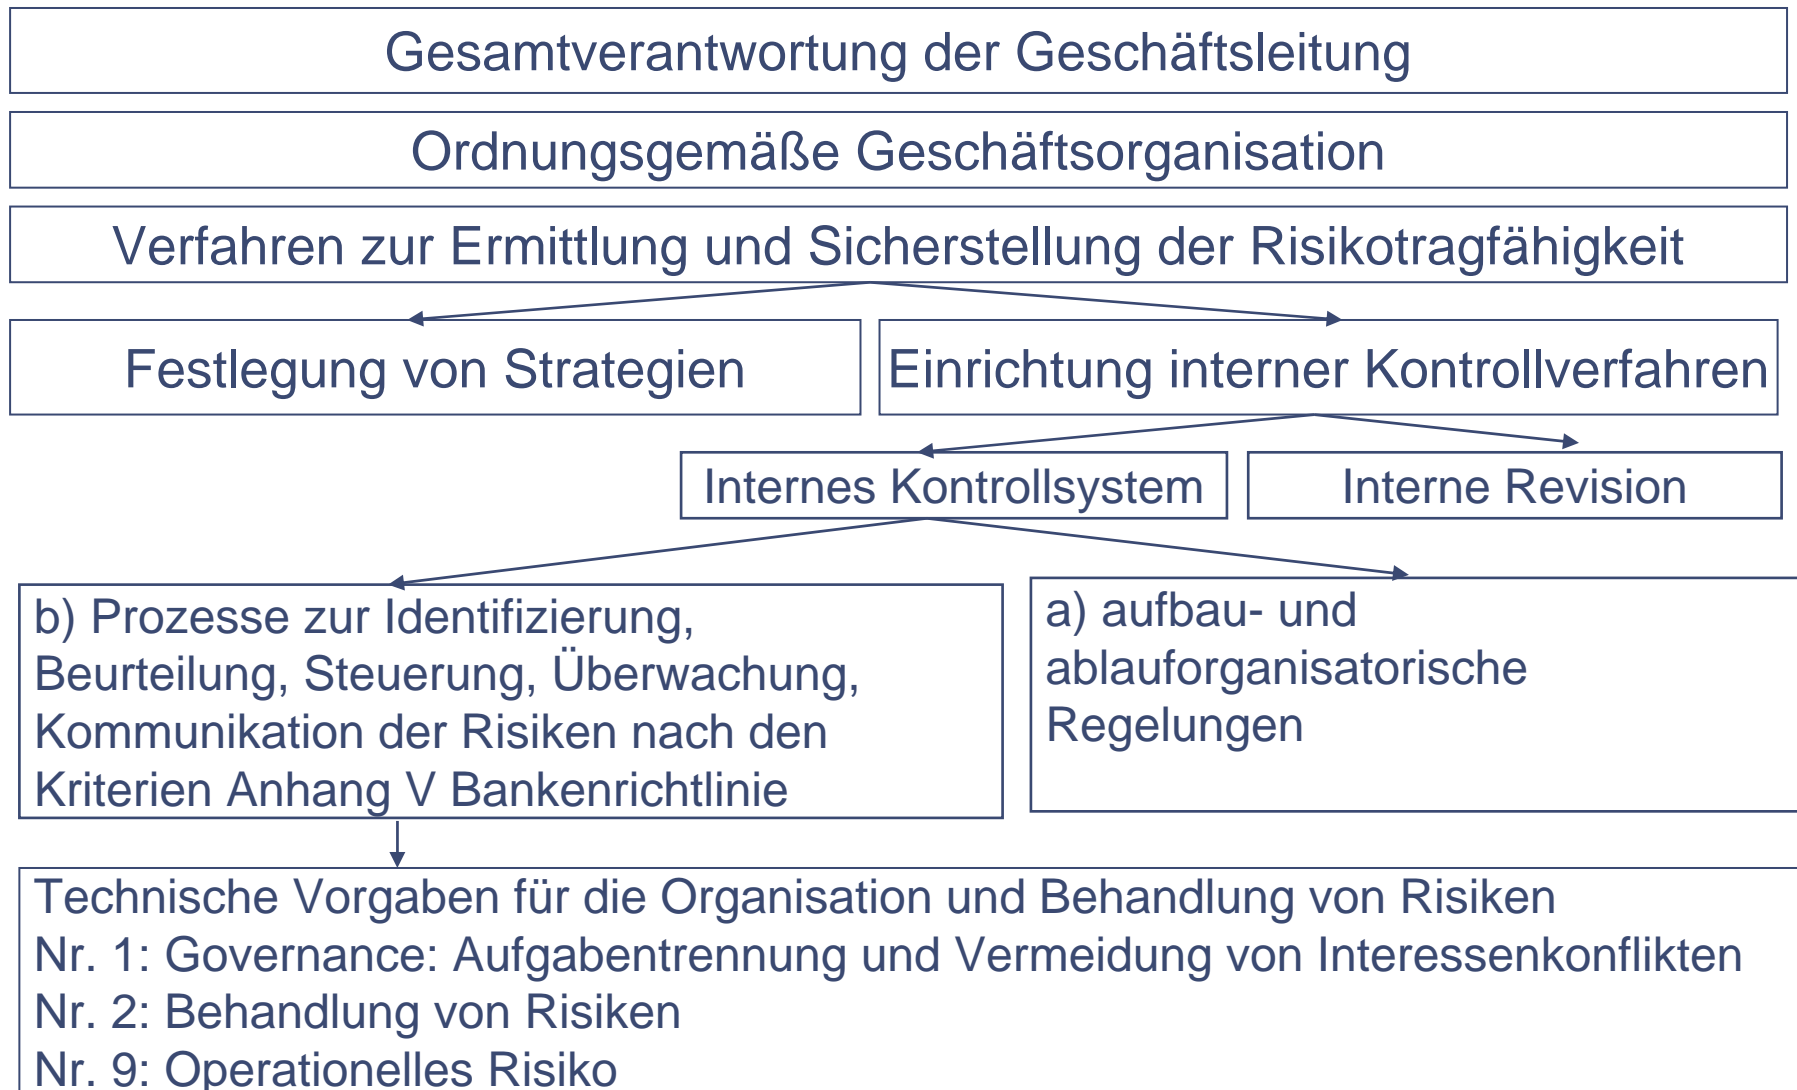 Gesamtverantwortung der Geschäftsleitung
Ordnungsgemäße Geschäftsorganisation
Verfahren zur Ermittlung und Sicherstellung der Risikotragfähigkeit
Festlegung von Strategien
Einrichtung interner Kontrollverfahren
Internes Kontrollsystem
Interne Revision
b) Prozesse zur Identifizierung,
Beurteilung, Steuerung, Überwachung,
Kommunikation der Risiken nach den
Kriterien Anhang V Bankenrichtlinie
a) aufbau- und
ablauforganisatorische
Regelungen
Technische Vorgaben für die Organisation und Behandlung von Risiken
Nr. 1: Governance: Aufgabentrennung und Vermeidung von Interessenkonflikten
Nr. 2: Behandlung von Risiken
Nr. 9: Operationelles Risiko